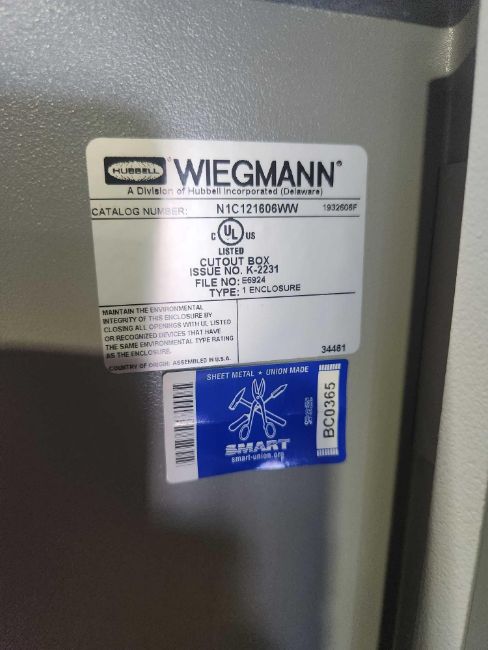 HUBBELL WIEGMANN®
A Division of Hubbell Incorporated (Delaware)
CATALOG NUMBER: N1C121606WW 1932606F
C UL US
LISTED
CUTOUT BOX
ISSUE NO. K-2231
FILE NO: E6924
TYPE: 1 ENCLOSURE
MAINTAIN THE ENVIRONMENTAL
INTEGRITY OF THIS ENCLOSURE BY
CLOSING ALL OPENINGS WITH UL LISTED
OR RECOGNIZED DEVICES THAT HAVE
THE SAME ENVIRONMENTAL TYPE RATING
AS THE ENCLOSURE.
34461
COUNTRY OF ORIGIN: ASSEMBLED IN U.S.A.
SHEET METAL ★ UNION MADE
BC0365
SMART
smart-union.org